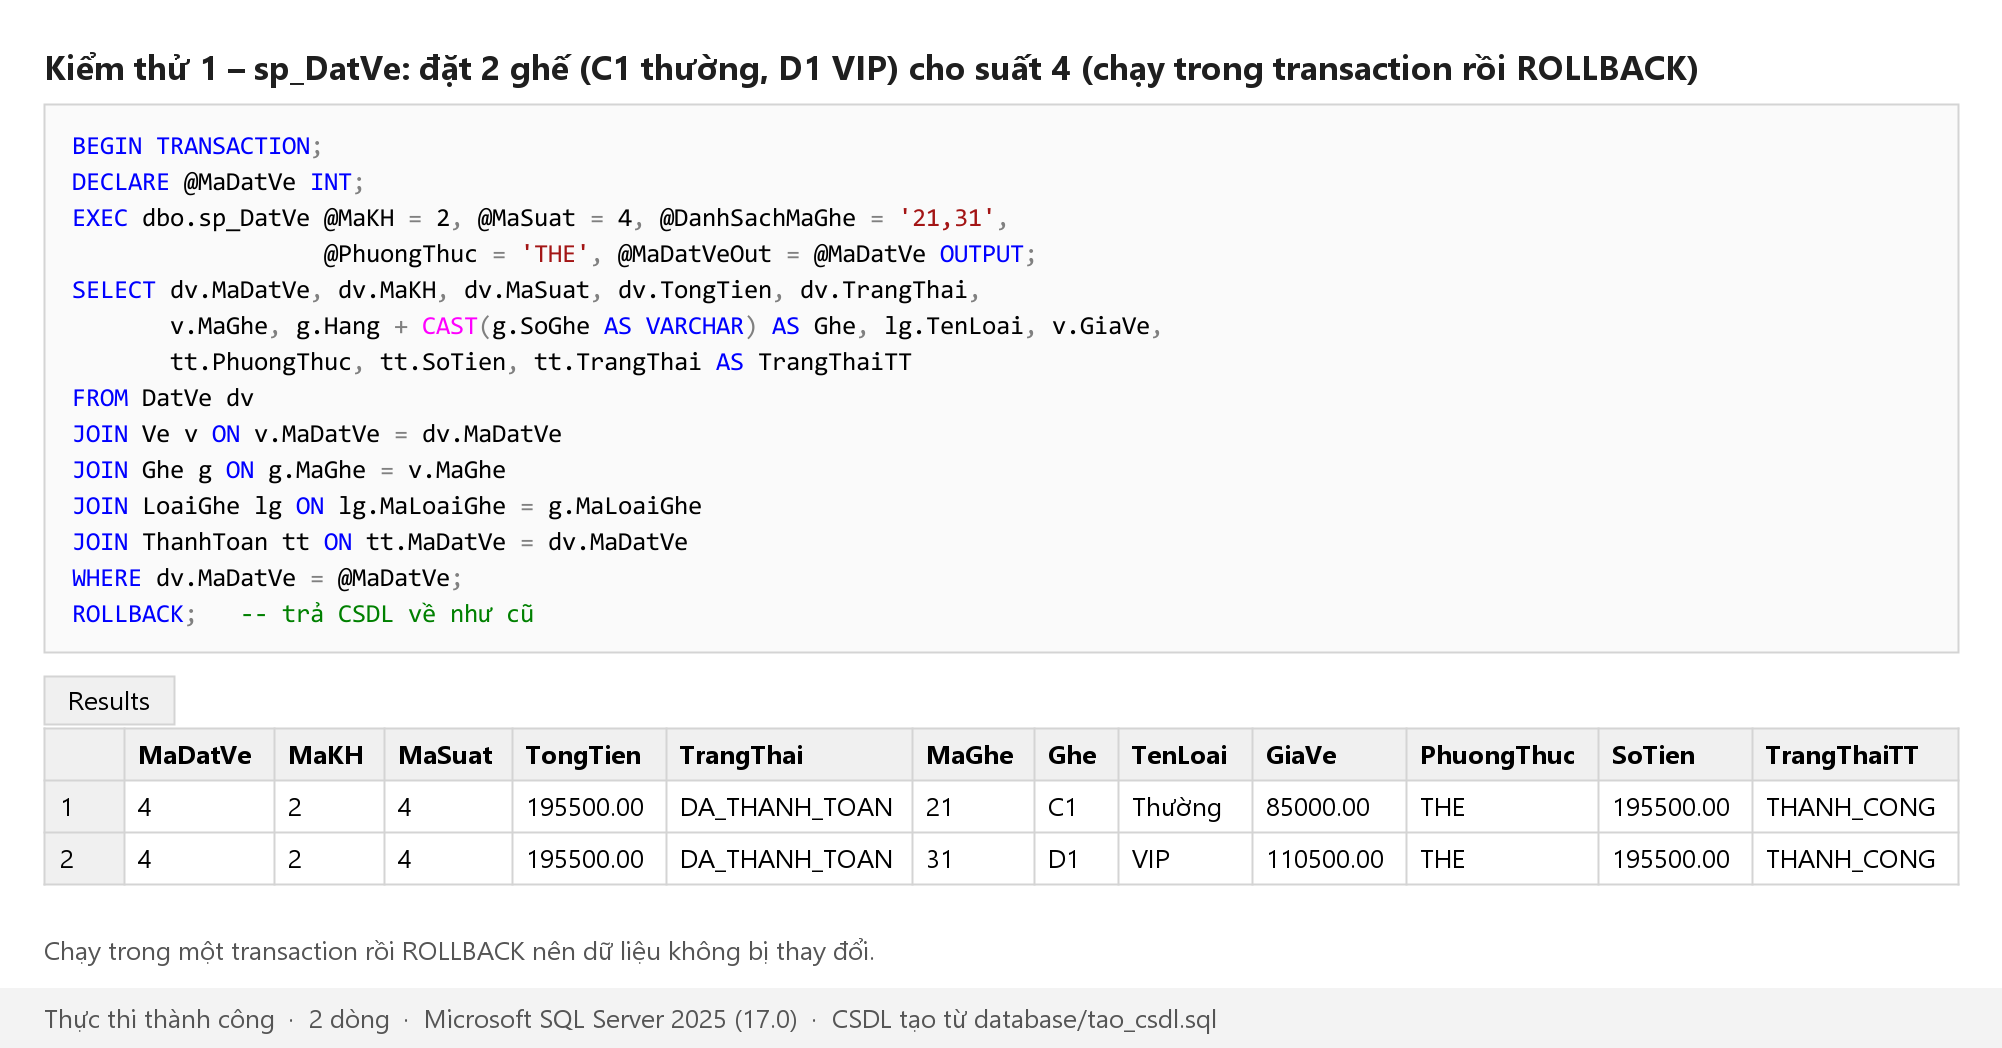 Kiểm thử 1 – sp_DatVe: đặt 2 ghế (C1 thường, D1 VIP) cho suất 4 (chạy trong transaction rồi ROLLBACK)
BEGIN TRANSACTION;
DECLARE @MaDatVe INT;
EXEC dbo.sp_DatVe @MaKH = 2, @MaSuat = 4, @DanhSachMaGhe = '21,31',
@PhuongThuc = 'THE', @MaDatVeOut = @MaDatVe OUTPUT;
SELECT dv.MaDatVe, dv.MaKH, dv.MaSuat, dv.TongTien, dv.TrangThai,
v.MaGhe, g.Hang + CAST(g.SoGhe AS VARCHAR) AS Ghe, lg.TenLoai, v.GiaVe,
tt.PhuongThuc, tt.SoTien, tt.TrangThai AS TrangThaiTT
FROM DatVe dv
JOIN Ve v ON v.MaDatVe = dv.MaDatVe
JOIN Ghe g ON g.MaGhe = v.MaGhe
JOIN LoaiGhe lg ON lg.MaLoaiGhe = g.MaLoaiGhe
JOIN ThanhToan tt ON tt.MaDatVe = dv.MaDatVe
WHERE dv.MaDatVe = @MaDatVe;
ROLLBACK; -- trả CSDL về như cũ
Results
MaDatVe MaKH MaSuat TongTien TrangThai MaGhe Ghe TenLoai GiaVe PhuongThuc SoTien TrangThaiTT
1 4 2 4 195500.00 DA_THANH_TOAN 21 C1 Thường 85000.00 THE 195500.00 THANH_CONG
2 4 2 4 195500.00 DA_THANH_TOAN 31 D1 VIP 110500.00 THE 195500.00 THANH_CONG
Chạy trong một transaction rồi ROLLBACK nên dữ liệu không bị thay đổi.
Thực thi thành công · 2 dòng · Microsoft SQL Server 2025 (17.0) · CSDL tạo từ database/tao_csdl.sql